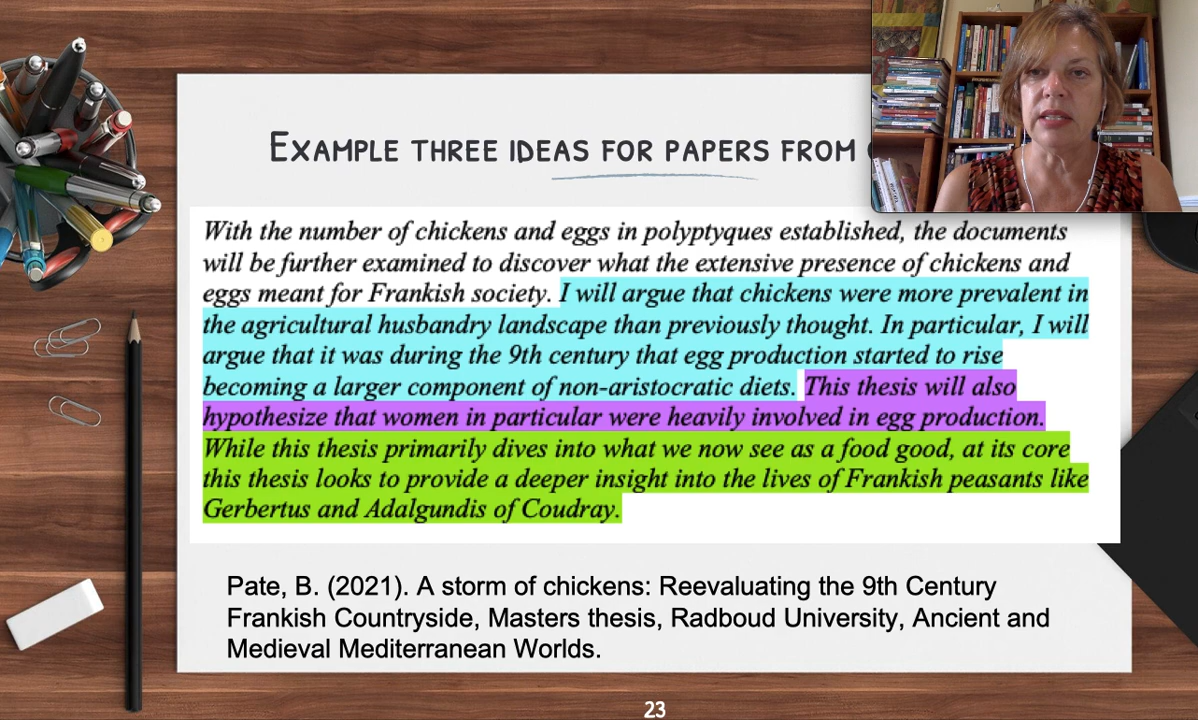 EXAMPLE THREE IDEAS FOR PAPERS FROM
With the number of chickens and eggs in polyptyques established, the documents
will be further examined to discover what the extensive presence of chickens and
eggs meant for Frankish society. I will argue that chickens were more prevalent in
the agricultural husbandry landscape than previously thought. In particular, I will
argue that it was during the 9th century that egg production started to rise
becoming a larger component of non-aristocratic diets. This thesis will also
hypothesize that women in particular were heavily involved in egg production.
While this thesis primarily dives into what we now see as a food good, at its core
this thesis looks to provide a deeper insight into the lives of Frankish peasants like
Gerbertus and Adalgundis of Coudray.
Pate, B. (2021). A storm of chickens: Reevaluating the 9th Century
Frankish Countryside, Masters thesis, Radboud University, Ancient and
Medieval Mediterranean Worlds.
23